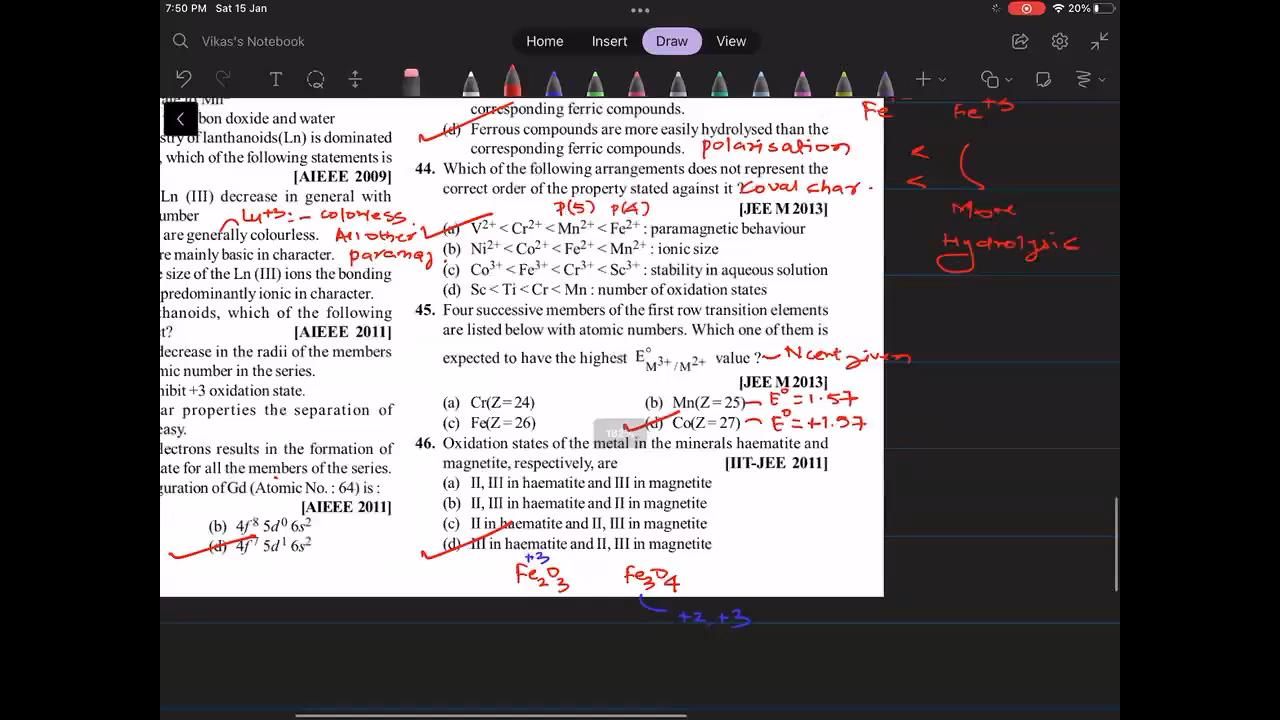 7:50 PM Sat 15 Jan
20%
Vikas's Notebook
Home Insert Draw View
bon doxide and water
ry of lanthanoids(Ln) is dominated
, which of the following statements is
[AIEEE 2009]
Ln (III) decrease in general with
umber
Lu+3:- colorless.
are generally colourless. All other
re mainly basic in character. paramag
e size of the Ln (III) ions the bonding
predominantly ionic in character.
hanoids, which of the following
t? [AIEEE 2011]
decrease in the radii of the members
mic number in the series.
hibit +3 oxidation state.
ar properties the separation of
easy.
lectrons results in the formation of
ate for all the members of the series.
guration of Gd (Atomic No. : 64) is :
[AIEEE 2011]
(b) 4f⁸ 5d⁰ 6s²
(d) 4f⁷ 5d¹ 6s²
corresponding ferric compounds.
(d) Ferrous compounds are more easily hydrolysed than the
corresponding ferric compounds. polarisation
44. Which of the following arrangements does not represent the
correct order of the property stated against it ? Coval char.
P(5) P(4) [JEE M 2013]
(a) V²⁺ < Cr²⁺ < Mn²⁺ < Fe²⁺ : paramagnetic behaviour
(b) Ni²⁺ < Co²⁺ < Fe²⁺ < Mn²⁺ : ionic size
(c) Co³⁺ < Fe³⁺ < Cr³⁺ < Sc³⁺ : stability in aqueous solution
(d) Sc < Ti < Cr < Mn : number of oxidation states
45. Four successive members of the first row transition elements
are listed below with atomic numbers. Which one of them is
expected to have the highest E°M³⁺/M²⁺ value ? Ncert given
[JEE M 2013]
(a) Cr(Z=24) (b) Mn(Z=25) E°=1.57
(c) Fe(Z=26) (d) Co(Z=27) E°=+1.97
46. Oxidation states of the metal in the minerals haematite and
magnetite, respectively, are [IIT-JEE 2011]
(a) II, III in haematite and III in magnetite
(b) II, III in haematite and II in magnetite
(c) II in haematite and II, III in magnetite
(d) III in haematite and II, III in magnetite
+3
Fe₂O₃ Fe₃O₄
+2, +3
Fe Fe+3
< (
<
More
Hydrolysic